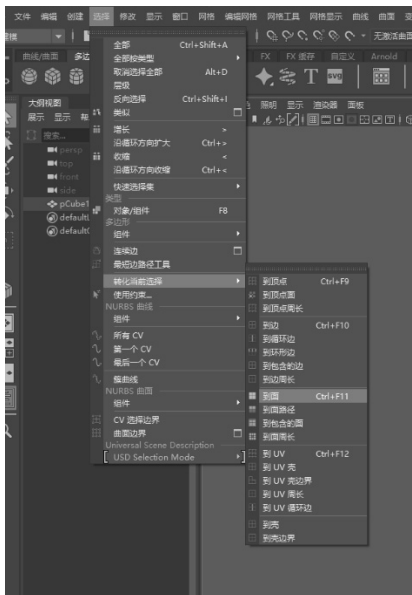 文件 编辑 创建 选择 修改 显示 窗口 网格 编辑网格 网格工具 网格显示 曲线 曲面
无激活曲面
曲线/曲面 多边 FX FX 缓存 自定义 Arnold
T svg
大纲视图
展示 显示
照明 显示 渲染器 面板
搜索...
persp
top
front
side
pCube1
全部 Ctrl+Shift+A
全部按类型
取消选择全部 Alt+D
层级
反向选择 Ctrl+Shift+I
类似
增长 >
沿循环方向扩大 Ctrl+>
收缩 <
沿循环方向收缩 Ctrl+<
快速选择集
类型
对象/组件 F8
多边形
组件
连续边
最短边路径工具
转化当前选择
使用约束...
NURBS 曲线
组件
所有 CV
第一个 CV
最后一个 CV
簇曲线
NURBS 曲面
组件
CV 选择边界
曲面边界
Universal Scene Description
[ USD Selection Mode ]
到顶点 Ctrl+F9
到顶点面
到顶点周长
到边 Ctrl+F10
到循环边
到环形边
到包含的边
到边周长
到面 Ctrl+F11
到面路径
到包含的面
到面周长
到 UV Ctrl+F12
到 UV 壳
到 UV 壳边界
到 UV 周长
到 UV 循环边
到壳
到壳边界